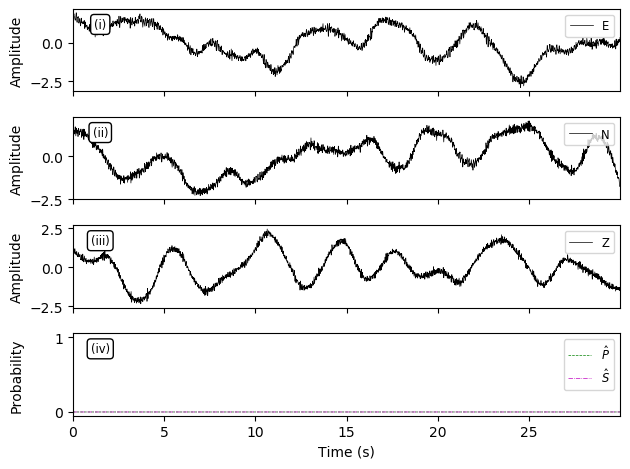 Amplitude
0.0
−2.5
(i)
E
Amplitude
0.0
−2.5
(ii)
N
Amplitude
2.5
0.0
−2.5
(iii)
Z
Probability
1
0
(iv)
P̂
Ŝ
0 5 10 15 20 25
Time (s)